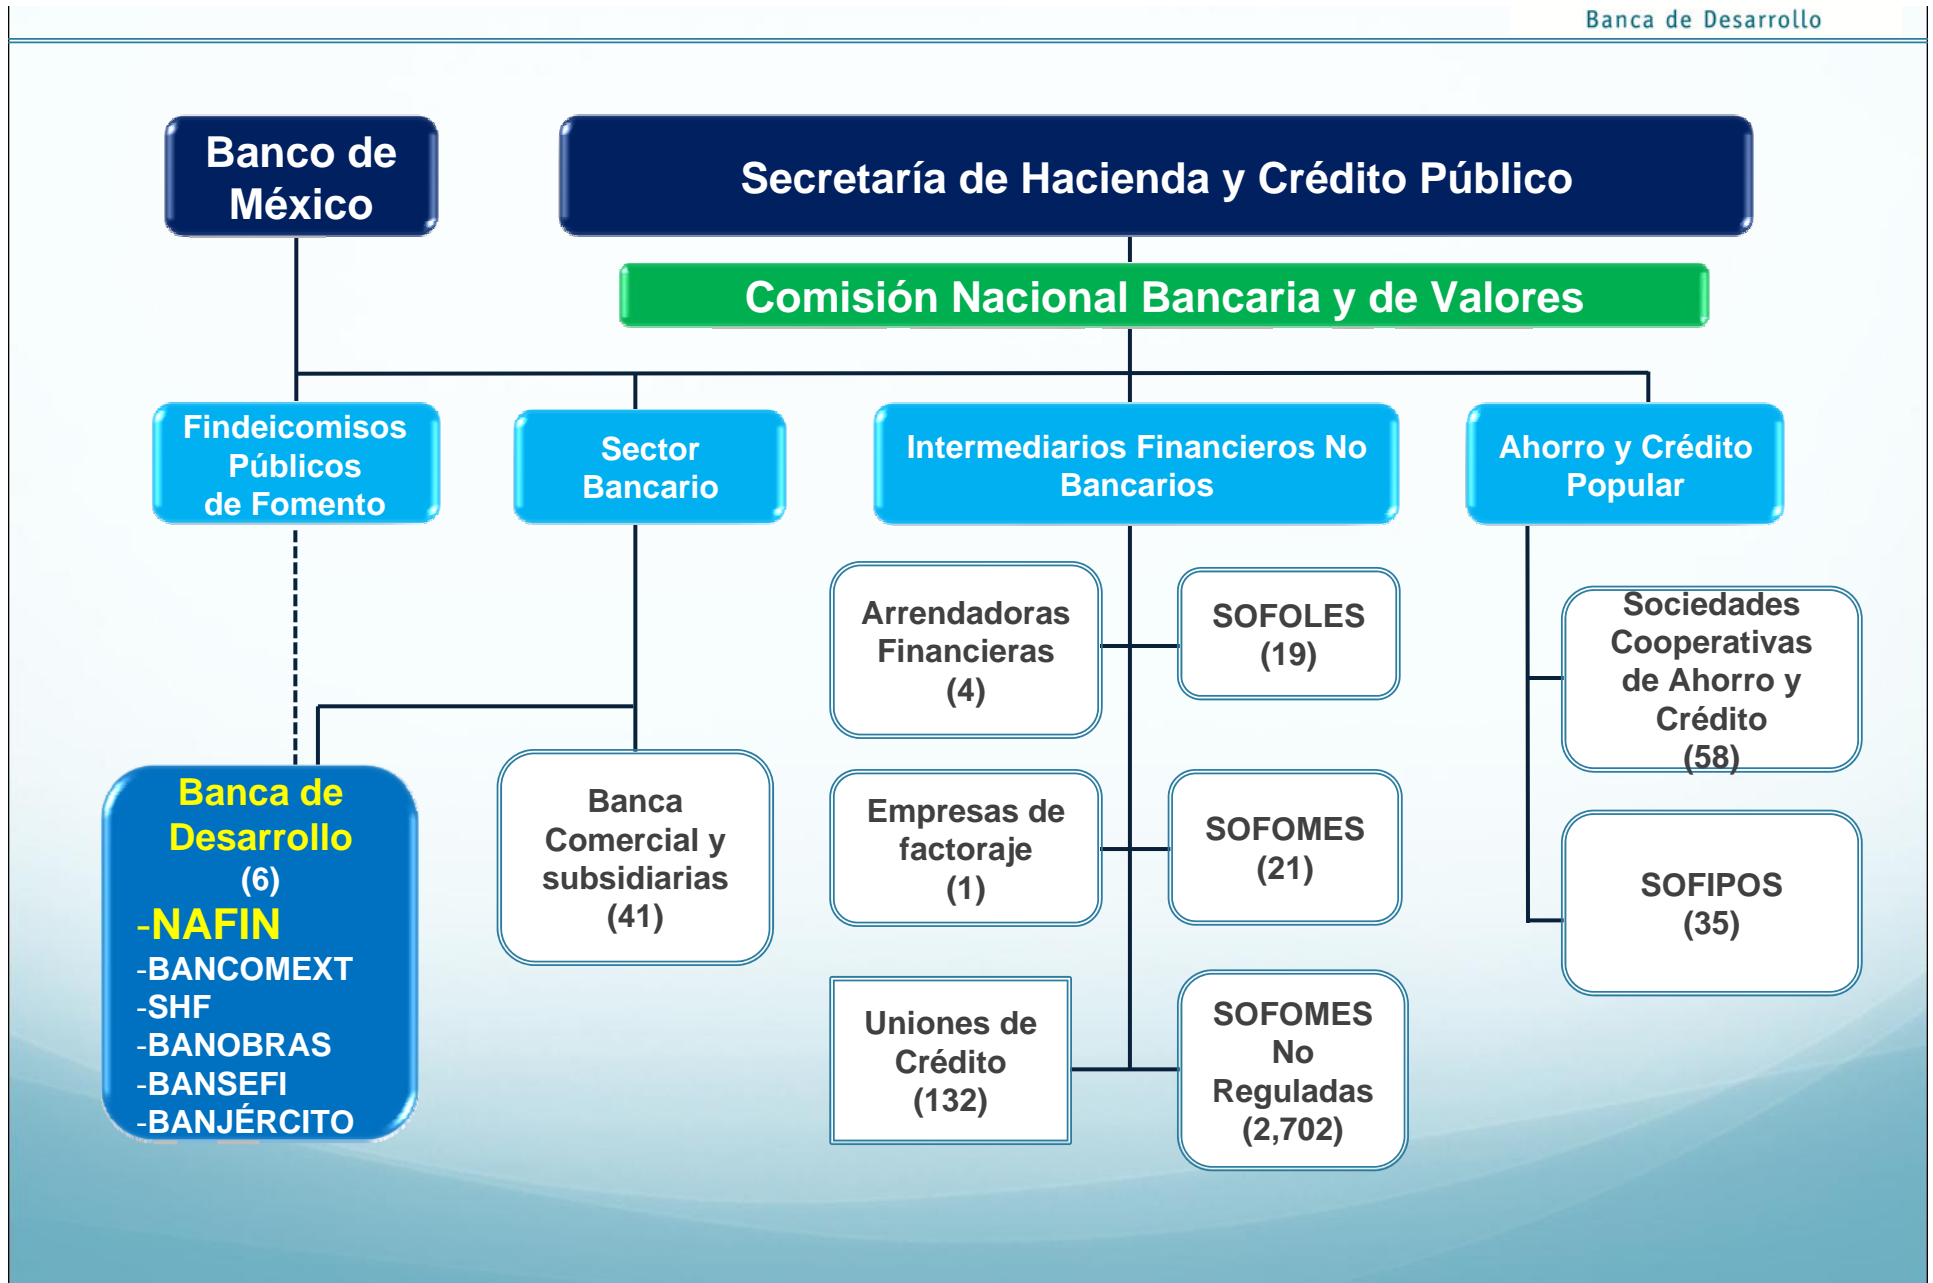 Banca de Desarrollo
Banco de
México
Secretaría de Hacienda y Crédito Público
Comisión Nacional Bancaria y de Valores
Findeicomisos
Públicos
de Fomento
Sector
Bancario
Intermediarios Financieros No
Bancarios
Ahorro y Crédito
Popular
Arrendadoras
Financieras
(4)
SOFOLES
(19)
Sociedades
Cooperativas
de Ahorro y
Crédito
(58)
Banca de
Desarrollo
(6)
-NAFIN
-BANCOMEXT
-SHF
-BANOBRAS
-BANSEFI
-BANJÉRCITO
Banca
Comercial y
subsidiarias
(41)
Empresas de
factoraje
(1)
SOFOMES
(21)
SOFIPOS
(35)
Uniones de
Crédito
(132)
SOFOMES
No
Reguladas
(2,702)